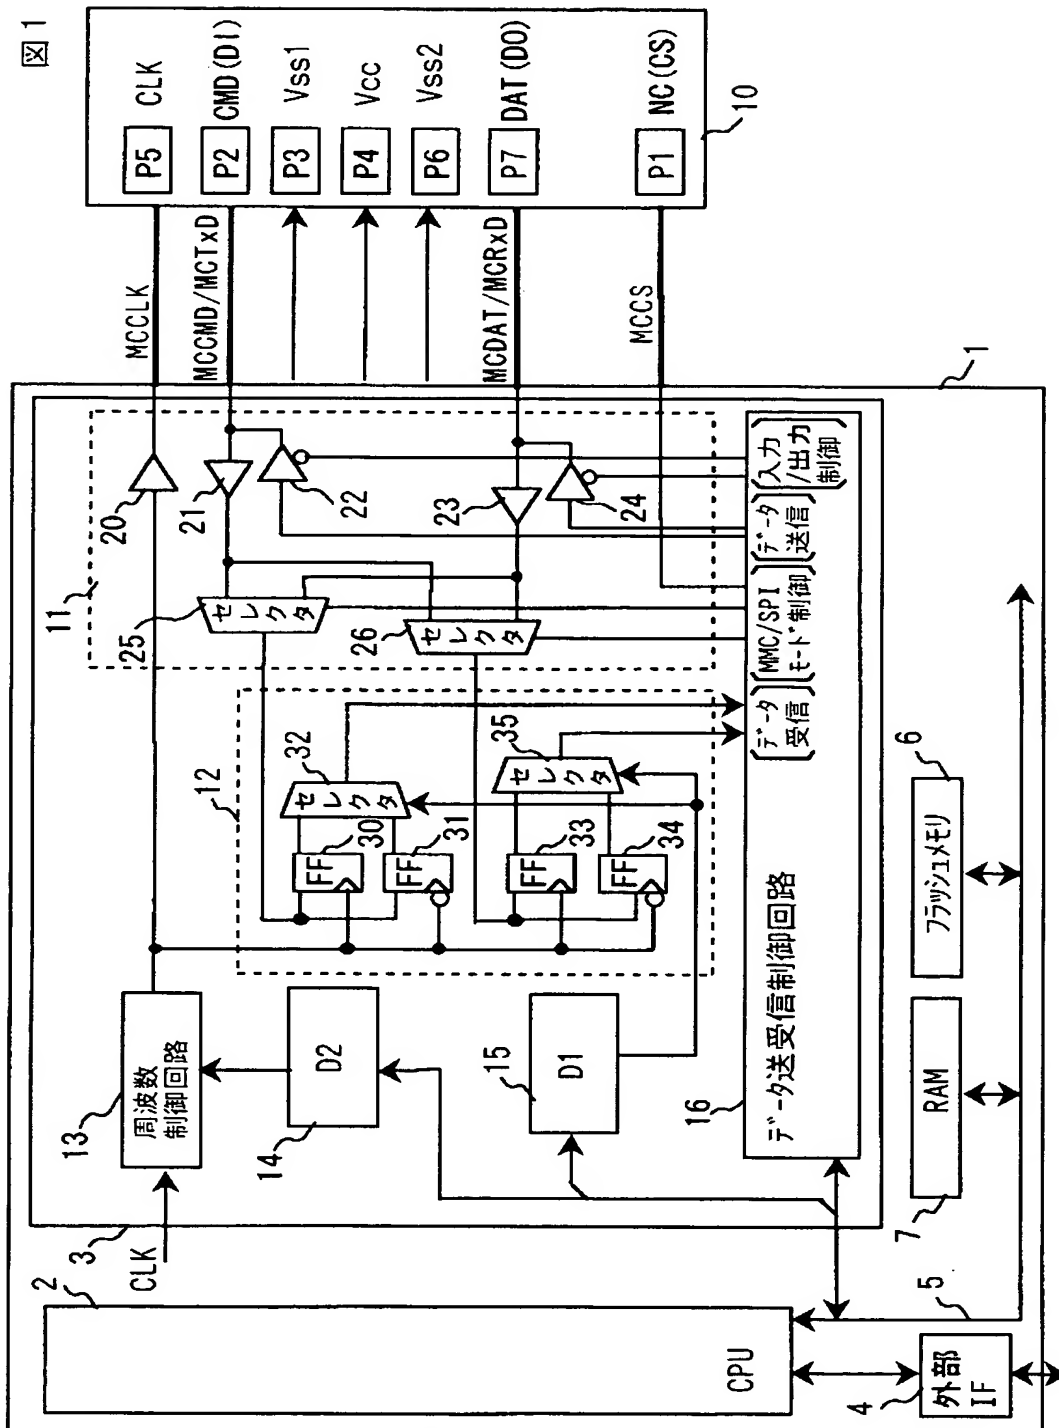 図1
P5
CLK
P2
CMD(DI)
P3
Vss1
P4
Vcc
P6
Vss2
P7
DAT(DO)
P1
NC(CS)
10
MCCLK
MCCMD/MCTxD
MCDAT/MCRxD
MCCS
1
11
20
21
22
23
24
25
セレクタ
26
セレクタ
12
32
セレクタ
35
セレクタ
FF
30
FF
31
FF
33
FF
34
13
周波数
制御回路
14
D2
15
D1
16
データ送受信制御回路
(データ
受信)
(MMC/SPI
モード制御)
(データ
送信)
(入力
/出力
制御)
3
CLK
2
CPU
4
外部
IF
5
6
フラッシュメモリ
7
RAM